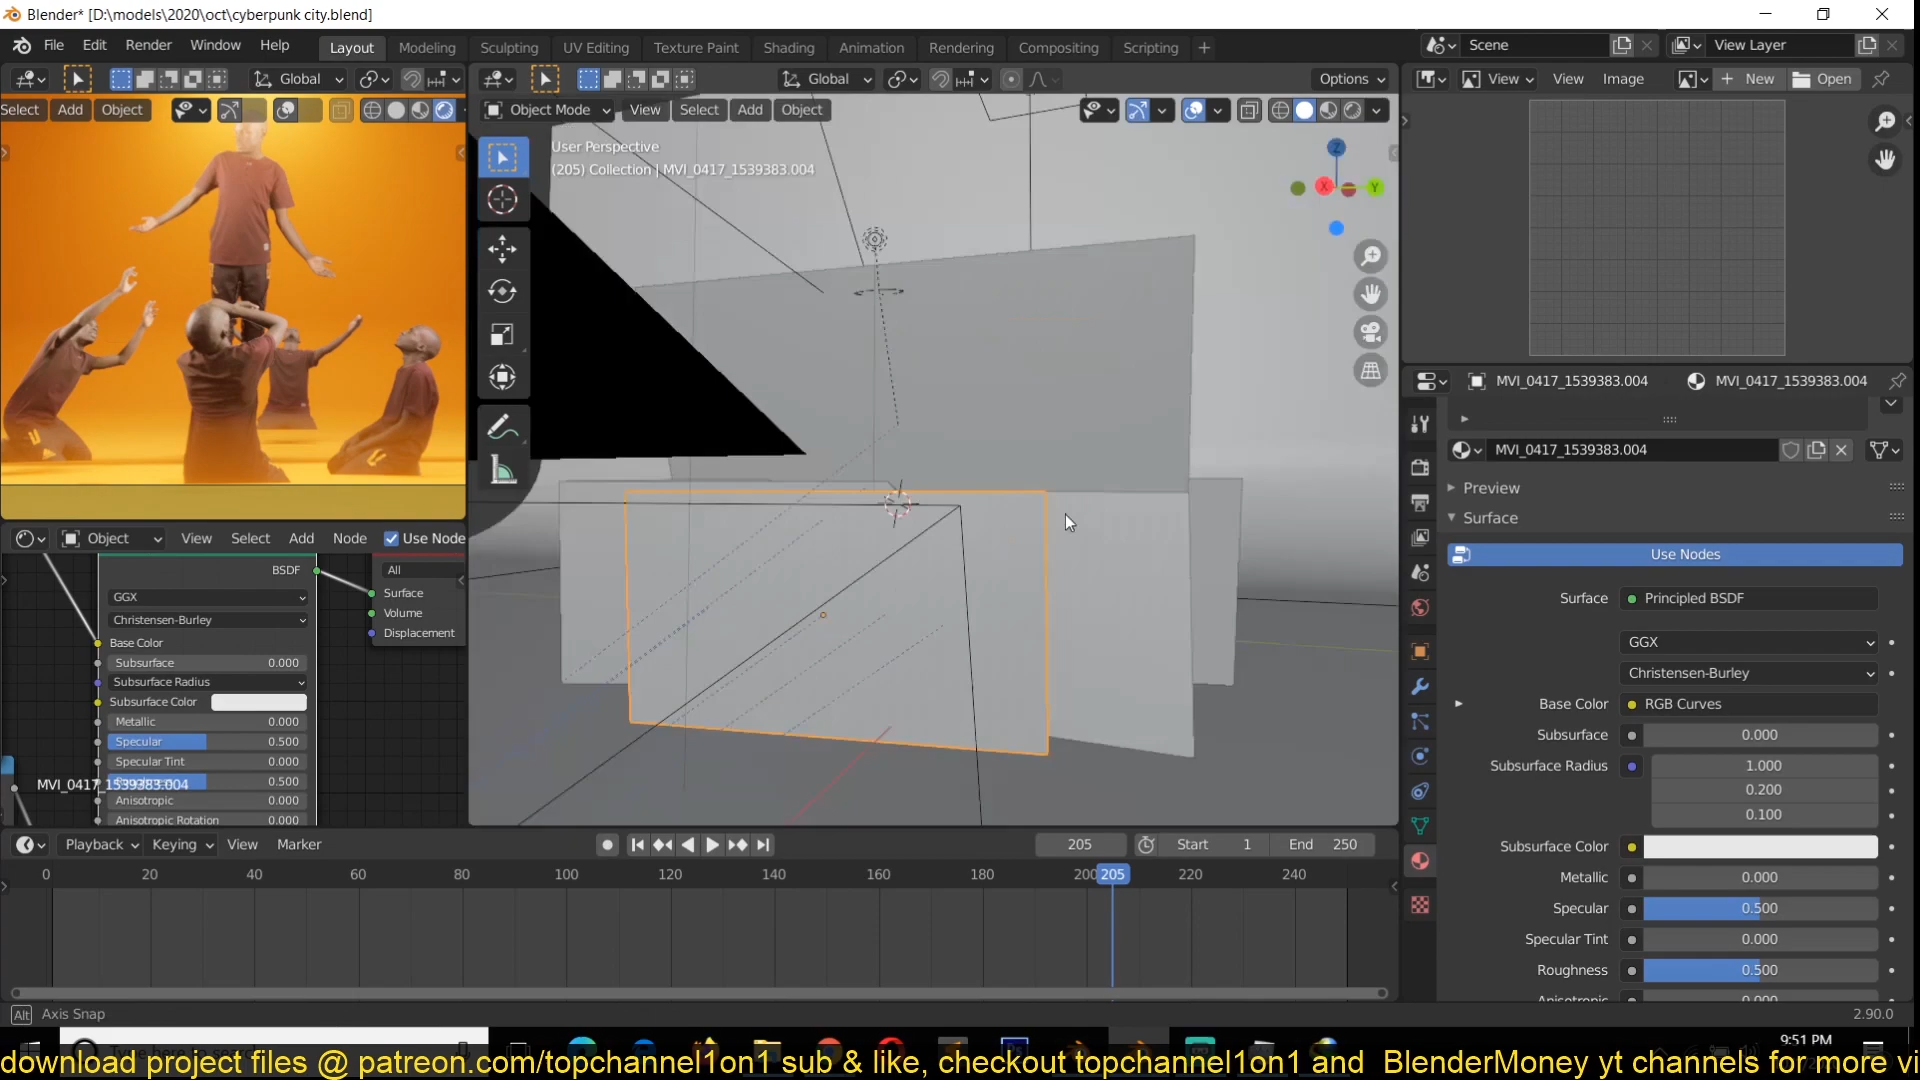 Blender* [D:\models\2020\oct\cyberpunk city.blend]
File Edit Render Window Help Layout Modeling Sculpting UV Editing Texture Paint Shading Animation Rendering Compositing Scripting + Scene View Layer
Global Global Options View View Image New Open
Select Add Object Object Mode View Select Add Object
User Perspective
(205) Collection | MVI_0417_1539383.004
Z
X
Y
MVI_0417_1539383.004 MVI_0417_1539383.004
MVI_0417_1539383.004
Preview
Surface
Use Nodes
Surface Principled BSDF
GGX
Christensen-Burley
Base Color RGB Curves
Subsurface 0.000
Subsurface Radius 1.000
0.200
0.100
Subsurface Color
Metallic 0.000
Specular 0.500
Specular Tint 0.000
Roughness 0.500
Anisotropic 0.000
Object View Select Add Node Use Node
BSDF
GGX
Christensen-Burley
Base Color
Subsurface 0.000
Subsurface Radius
Subsurface Color
Metallic 0.000
Specular 0.500
Specular Tint 0.000
0.500
MVI_0417_1539383.004
Anisotropic 0.000
Anisotropic Rotation 0.000
All
Surface
Volume
Displacement
Playback Keying View Marker 205 Start 1 End 250
0 20 40 60 80 100 120 140 160 180 200 205 220 240
Alt Axis Snap 2.90.0
9:51 PM
download project files @ patreon.com/topchannel1on1 sub & like, checkout topchannel1on1 and BlenderMoney yt channels for more vi